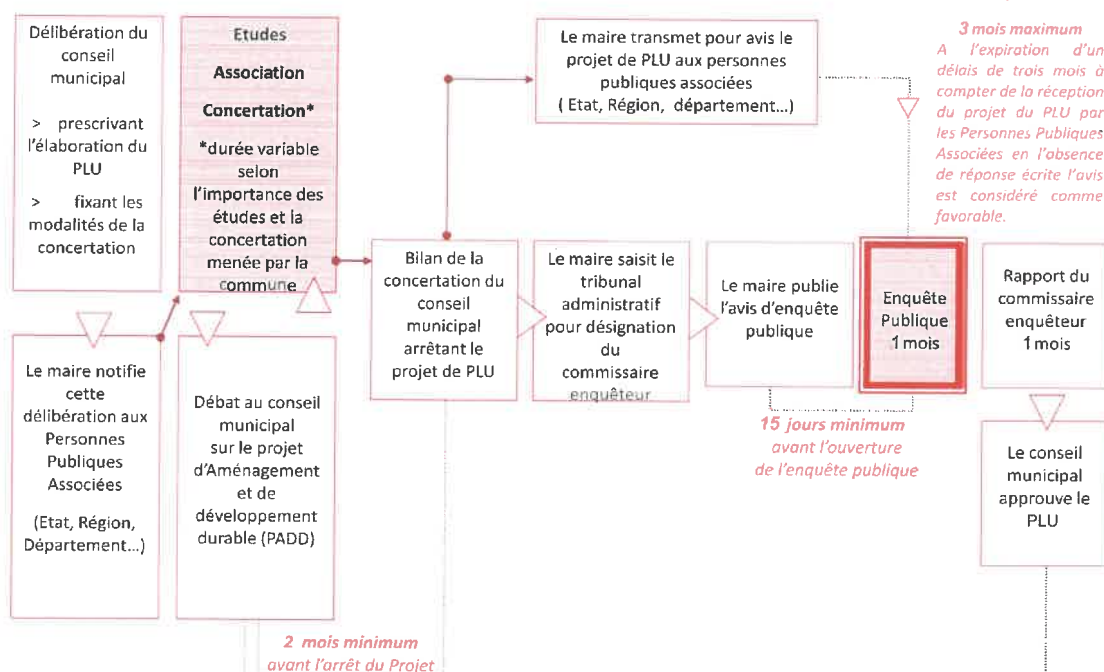 Délibération du
conseil
municipal
> prescrivant
l'élaboration du
PLU
> fixant les
modalités de la
concertation
Etudes
Association
Concertation*
*durée variable
selon
l'importance des
études et la
concertation
menée par la
commune
Le maire transmet pour avis le
projet de PLU aux personnes
publiques associées
( Etat, Région, département...)
3 mois maximum
A l'expiration d'un
délais de trois mois à
compter de la réception
du projet du PLU par
les Personnes Publiques
Associées en l'absence
de réponse écrite l'avis
est considéré comme
favorable.
Le maire notifie
cette
délibération aux
Personnes
Publiques
Associées
(Etat, Région,
Département...)
Débat au conseil
municipal
sur le projet
d'Aménagement
et de
développement
durable (PADD)
2 mois minimum
avant l'arrêt du Projet
Bilan de la
concertation du
conseil
municipal
arrêtant le
projet de PLU
Le maire saisit le
tribunal
administratif
pour désignation
du
commissaire
enquêteur
Le maire publie
l'avis d'enquête
publique
15 jours minimum
avant l'ouverture
de l'enquête publique
Enquête
Publique
1 mois
Rapport du
commissaire
enquêteur
1 mois
Le conseil
municipal
approuve le
PLU